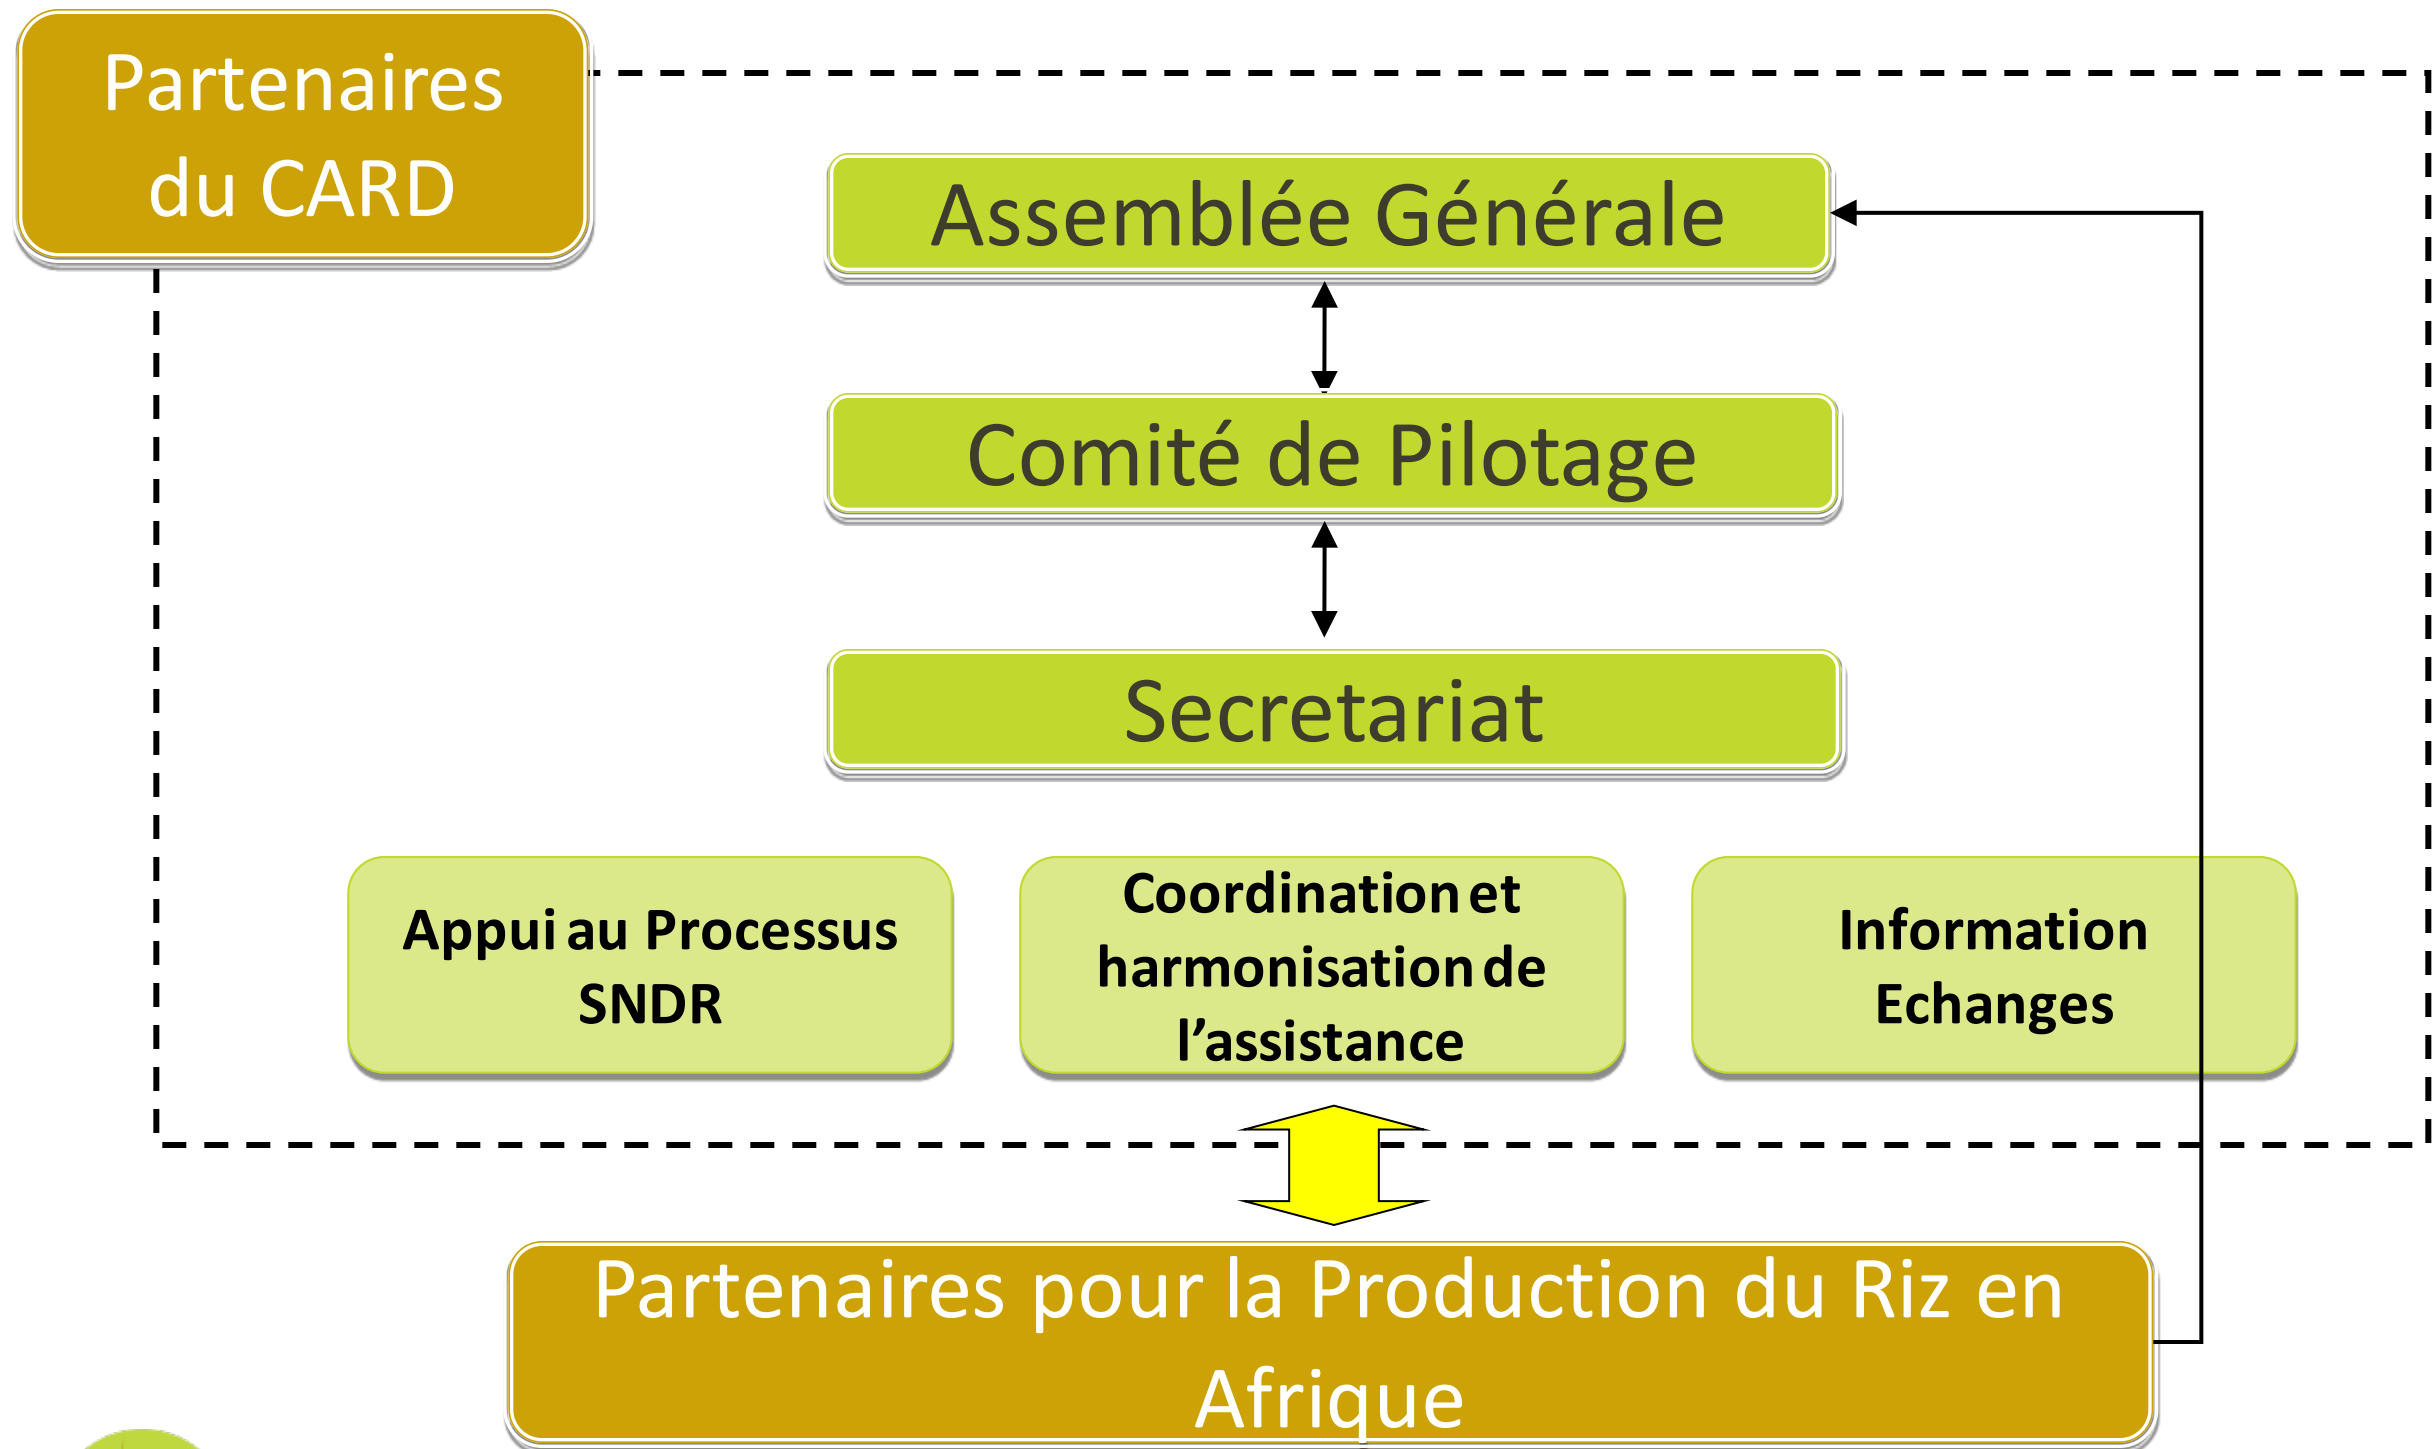 Partenaires
du CARD
Assemblée Générale
Comité de Pilotage
Secretariat
Appui au Processus
SNDR
Coordination et
harmonisation de
l’assistance
Information
Echanges
Partenaires pour la Production du Riz en
Afrique